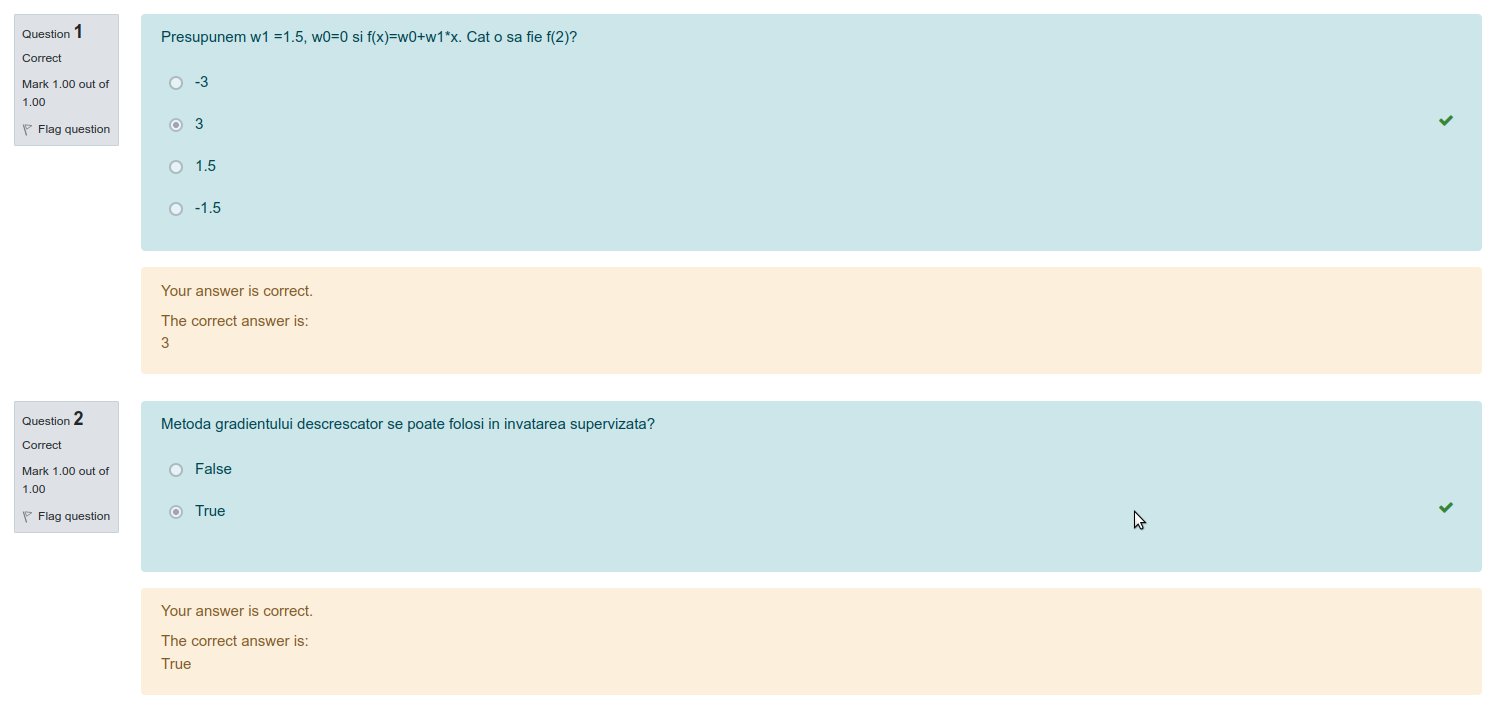 Question 1
Correct
Mark 1.00 out of
1.00
Flag question
Presupunem w1 =1.5, w0=0 si f(x)=w0+w1*x. Cat o sa fie f(2)?
-3
3
1.5
-1.5
Your answer is correct.
The correct answer is:
3
Question 2
Correct
Mark 1.00 out of
1.00
Flag question
Metoda gradientului descrescator se poate folosi in invatarea supervizata?
False
True
Your answer is correct.
The correct answer is:
True